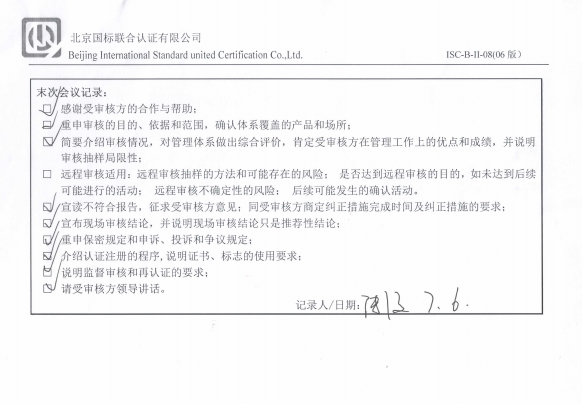 北京国标联合认证有限公司
Beijing International Standard united Certification Co.,Ltd.
ISC-B-II-08(06 版）
末次会议记录：
感谢受审核方的合作与帮助；
重申审核的目的、依据和范围，确认体系覆盖的产品和场所；
简要介绍审核情况，对管理体系做出综合评价，肯定受审核方在管理工作上的优点和成绩，并说明
审核抽样局限性；
远程审核适用：远程审核抽样的方法和可能存在的风险； 是否达到远程审核的目的，如未达到后续
可能进行的活动； 远程审核不确定性的风险； 后续可能发生的确认活动。
宣读不符合报告，征求受审核方意见；同受审核方商定纠正措施完成时间及纠正措施的要求；
宣布现场审核结论，并说明现场审核结论只是推荐性结论；
重申保密规定和申诉、投诉和争议规定；
介绍认证注册的程序,说明证书、标志的使用要求；
说明监督审核和再认证的要求；
请受审核方领导讲话。
记录人/日期： 7.6.